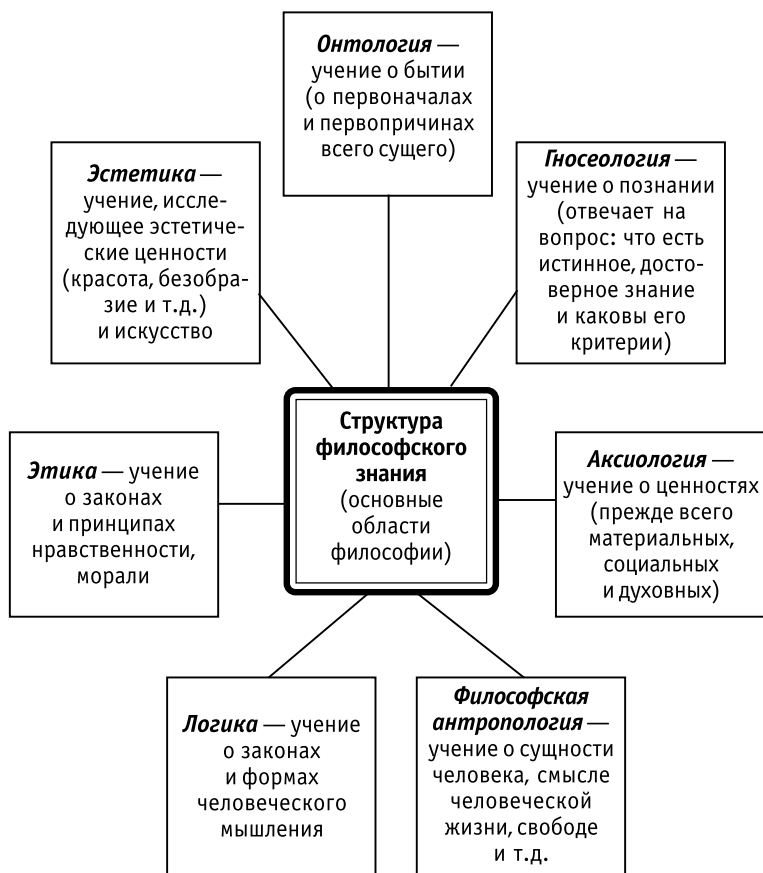 Онтология —
учение о бытии
(о первоначалах
и первопричинах
всего сущего)
Эстетика —
учение, иссле-
дующее эстетиче-
ские ценности
(красота, безобра-
зие и т.д.)
и искусство
Гносеология —
учение о познании
(отвечает на
вопрос: что есть
истинное, досто-
верное знание
и каковы его
критерии)
Структура
философского
знания
(основные
области
философии)
Этика — учение
о законах
и принципах
нравственности,
морали
Аксиология —
учение о ценностях
(прежде всего
материальных,
социальных
и духовных)
Логика — учение
о законах
и формах
человеческого
мышления
Философская
антропология —
учение о сущности
человека, смысле
человеческой
жизни, свободе
и т.д.